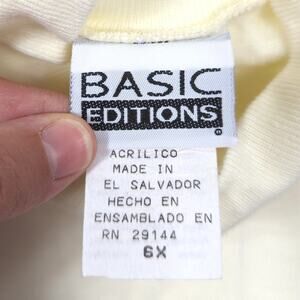 BASIC
EDITIONS
®
ACRILICO
MADE IN
EL SALVADOR
HECHO EN
ENSAMBLADO EN
RN 29144
6X